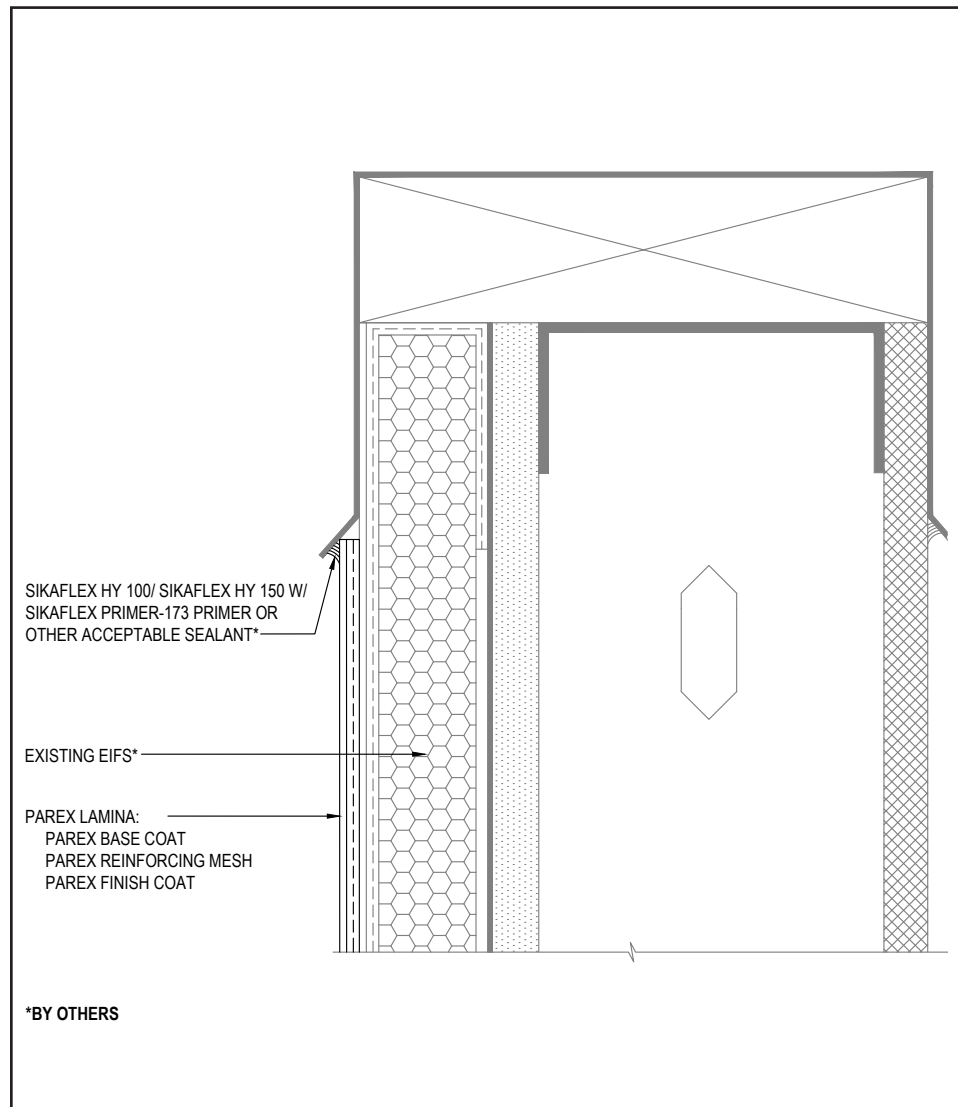 SIKAFLEX HY 100/ SIKAFLEX HY 150 W/
SIKAFLEX PRIMER-173 PRIMER OR
OTHER ACCEPTABLE SEALANT*
EXISTING EIFS*
PAREX LAMINA:
PAREX BASE COAT
PAREX REINFORCING MESH
PAREX FINISH COAT
*BY OTHERS